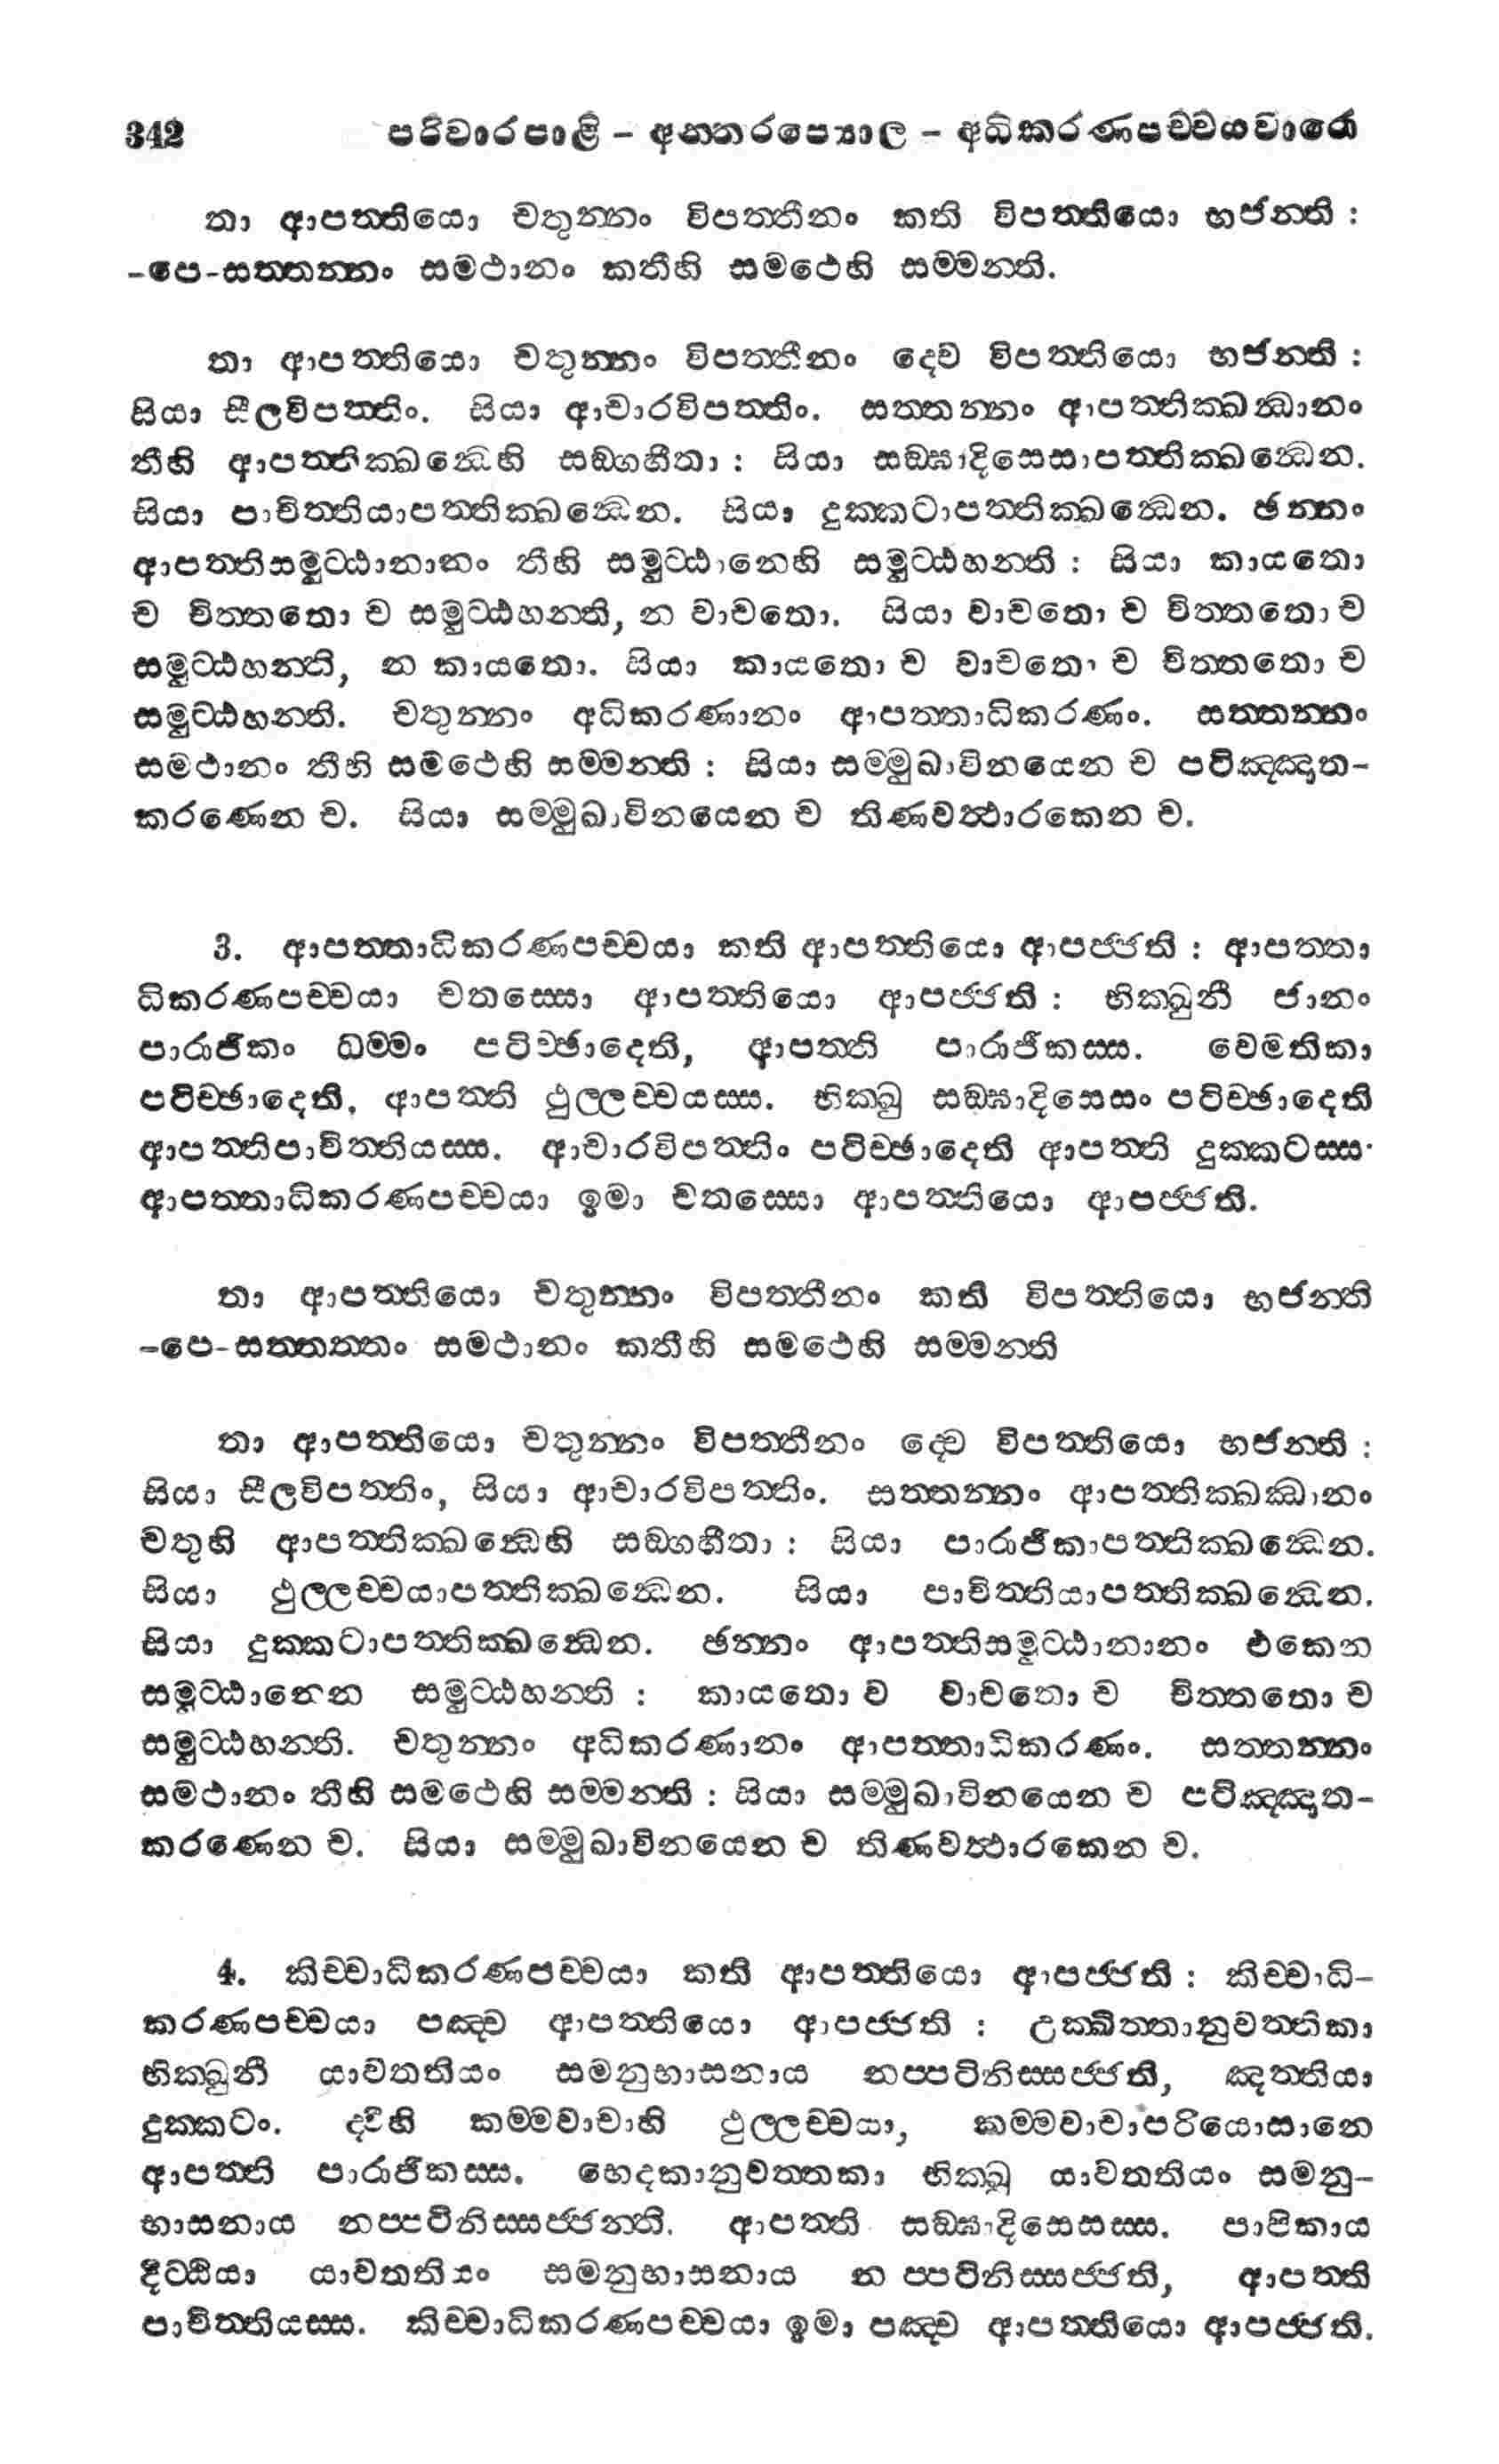 342 පරිවාරපාළි – අනන්තරපෙය්‍යාල – අධිකරණපච්චයවාරො
තා ආපත්තියො චතුන්නං විපත්තීනං කති විපත්තියො භජන්ති :
-පෙ-සත්තන්නං සමථානං කතීහි සමථෙහි සම්මන්ති.
තා ආපත්තියො චතුන්නං විපත්තීනං ද්වෙ විපත්තියො භජන්ති :
සියා සීලවිපත්තිං. සියා ආචාරවිපත්තිං. සත්තන්නං ආපත්තික්ඛන්ධානං
තීහි ආපත්තික්ඛන්ධෙහි සඞ්ගහීතා : සියා සඞ්ඝාදිසෙසාපත්තික්ඛන්ධෙන.
සියා පාචිත්තියාපත්තික්ඛන්ධෙන. සියා දුක්කටාපත්තික්ඛන්ධෙන. ඡන්නං
ආපත්තිසමුට්ඨානානං තීහි සමුට්ඨානෙහි සමුට්ඨහන්ති : සියා කායතො
ච චිත්තතො ච සමුට්ඨහන්ති, න වාචතො. සියා වාචතො ච චිත්තතො ච
සමුට්ඨහන්ති, න කායතො. සියා කායතො ච වාචතො ච චිත්තතො ච
සමුට්ඨහන්ති. චතුන්නං අධිකරණානං ආපත්තාධිකරණං. සත්තන්නං
සමථානං තීහි සමථෙහි සම්මන්ති : සියා සම්මුඛාවිනයෙන ච පටිඤ්ඤාත-
කරණෙන ච. සියා සම්මුඛාවිනයෙන ච තිණවත්ථාරකෙන ච.
3. ආපත්තාධිකරණපච්චයා කති ආපත්තියො ආපජ්ජති : ආපත්තා
ධිකරණපච්චයා චතස්සො ආපත්තියො ආපජ්ජති : භික්ඛුනී ජානං
පාරාජිකං ධම්මං පටිච්ඡාදෙති, ආපත්ති පාරාජිකස්ස. වෙමතිකා
පටිච්ඡාදෙති, ආපත්ති ථුල්ලච්චයස්ස. භික්ඛු සඞ්ඝාදිසෙසං පටිච්ඡාදෙති
ආපත්තිපාචිත්තියස්ස. ආචාරවිපත්තිං පටිච්ඡාදෙති ආපත්ති දුක්කටස්ස·
ආපත්තාධිකරණපච්චයා ඉමා චතස්සො ආපත්තියො ආපජ්ජති.
තා ආපත්තියො චතුන්නං විපත්තීනං කති විපත්තියො භජන්ති
-පෙ-සත්තන්නං සමථානං කතීහි සමථෙහි සම්මන්ති
තා ආපත්තියො චතුන්නං විපත්තීනං ද්වෙ විපත්තියො භජන්ති :
සියා සීලවිපත්තිං, සියා ආචාරවිපත්තිං. සත්තන්නං ආපත්තික්ඛන්ධානං
චතුහි ආපත්තික්ඛන්ධෙහි සඞ්ගහීතා : සියා පාරාජිකාපත්තික්ඛන්ධෙන.
සියා ථුල්ලච්චයාපත්තික්ඛන්ධෙන. සියා පාචිත්තියාපත්තික්ඛන්ධෙන.
සියා දුක්කටාපත්තික්ඛන්ධෙන. ඡන්නං ආපත්තිසමුට්ඨානානං එකෙන
සමුට්ඨානෙන සමුට්ඨහන්ති : කායතො ච වාචතො ච චිත්තතො ච
සමුට්ඨහන්ති. චතුන්නං අධිකරණානං ආපත්තාධිකරණං. සත්තන්නං
සමථානං තීහි සමථෙහි සම්මන්ති : සියා සම්මුඛාවිනයෙන ච පටිඤ්ඤාත-
කරණෙන ච. සියා සම්මුඛාවිනයෙන ච තිණවත්ථාරකෙන ච.
4. කිච්චාධිකරණපච්චයා කති ආපත්තියො ආපජ්ජති : කිච්චාධි-
කරණපච්චයා පඤ්ච ආපත්තියො ආපජ්ජති : උක්ඛිත්තානුවත්තිකා
භික්ඛුනී යාවතතියං සමනුභාසනාය නප්පටිනිස්සජ්ජති, ඤත්තියා
දුක්කටං. ද්වීහි කම්මවාචාහි ථුල්ලච්චයා, කම්මවාචාපරියොසානෙ
ආපත්ති පාරාජිකස්ස. භෙදකානුවත්තකා භික්ඛූ යාවතතියං සමනු-
භාසනාය නප්පටිනිස්සජ්ජන්ති. ආපත්ති සඞ්ඝාදිසෙසස්ස. පාපිකාය
දිට්ඨියා යාවතතියං සමනුභාසනාය න ප්පටිනිස්සජ්ජති, ආපත්ති
පාචිත්තියස්ස. කිච්චාධිකරණපච්චයා ඉමා පඤ්ච ආපත්තියො ආපජ්ජති.